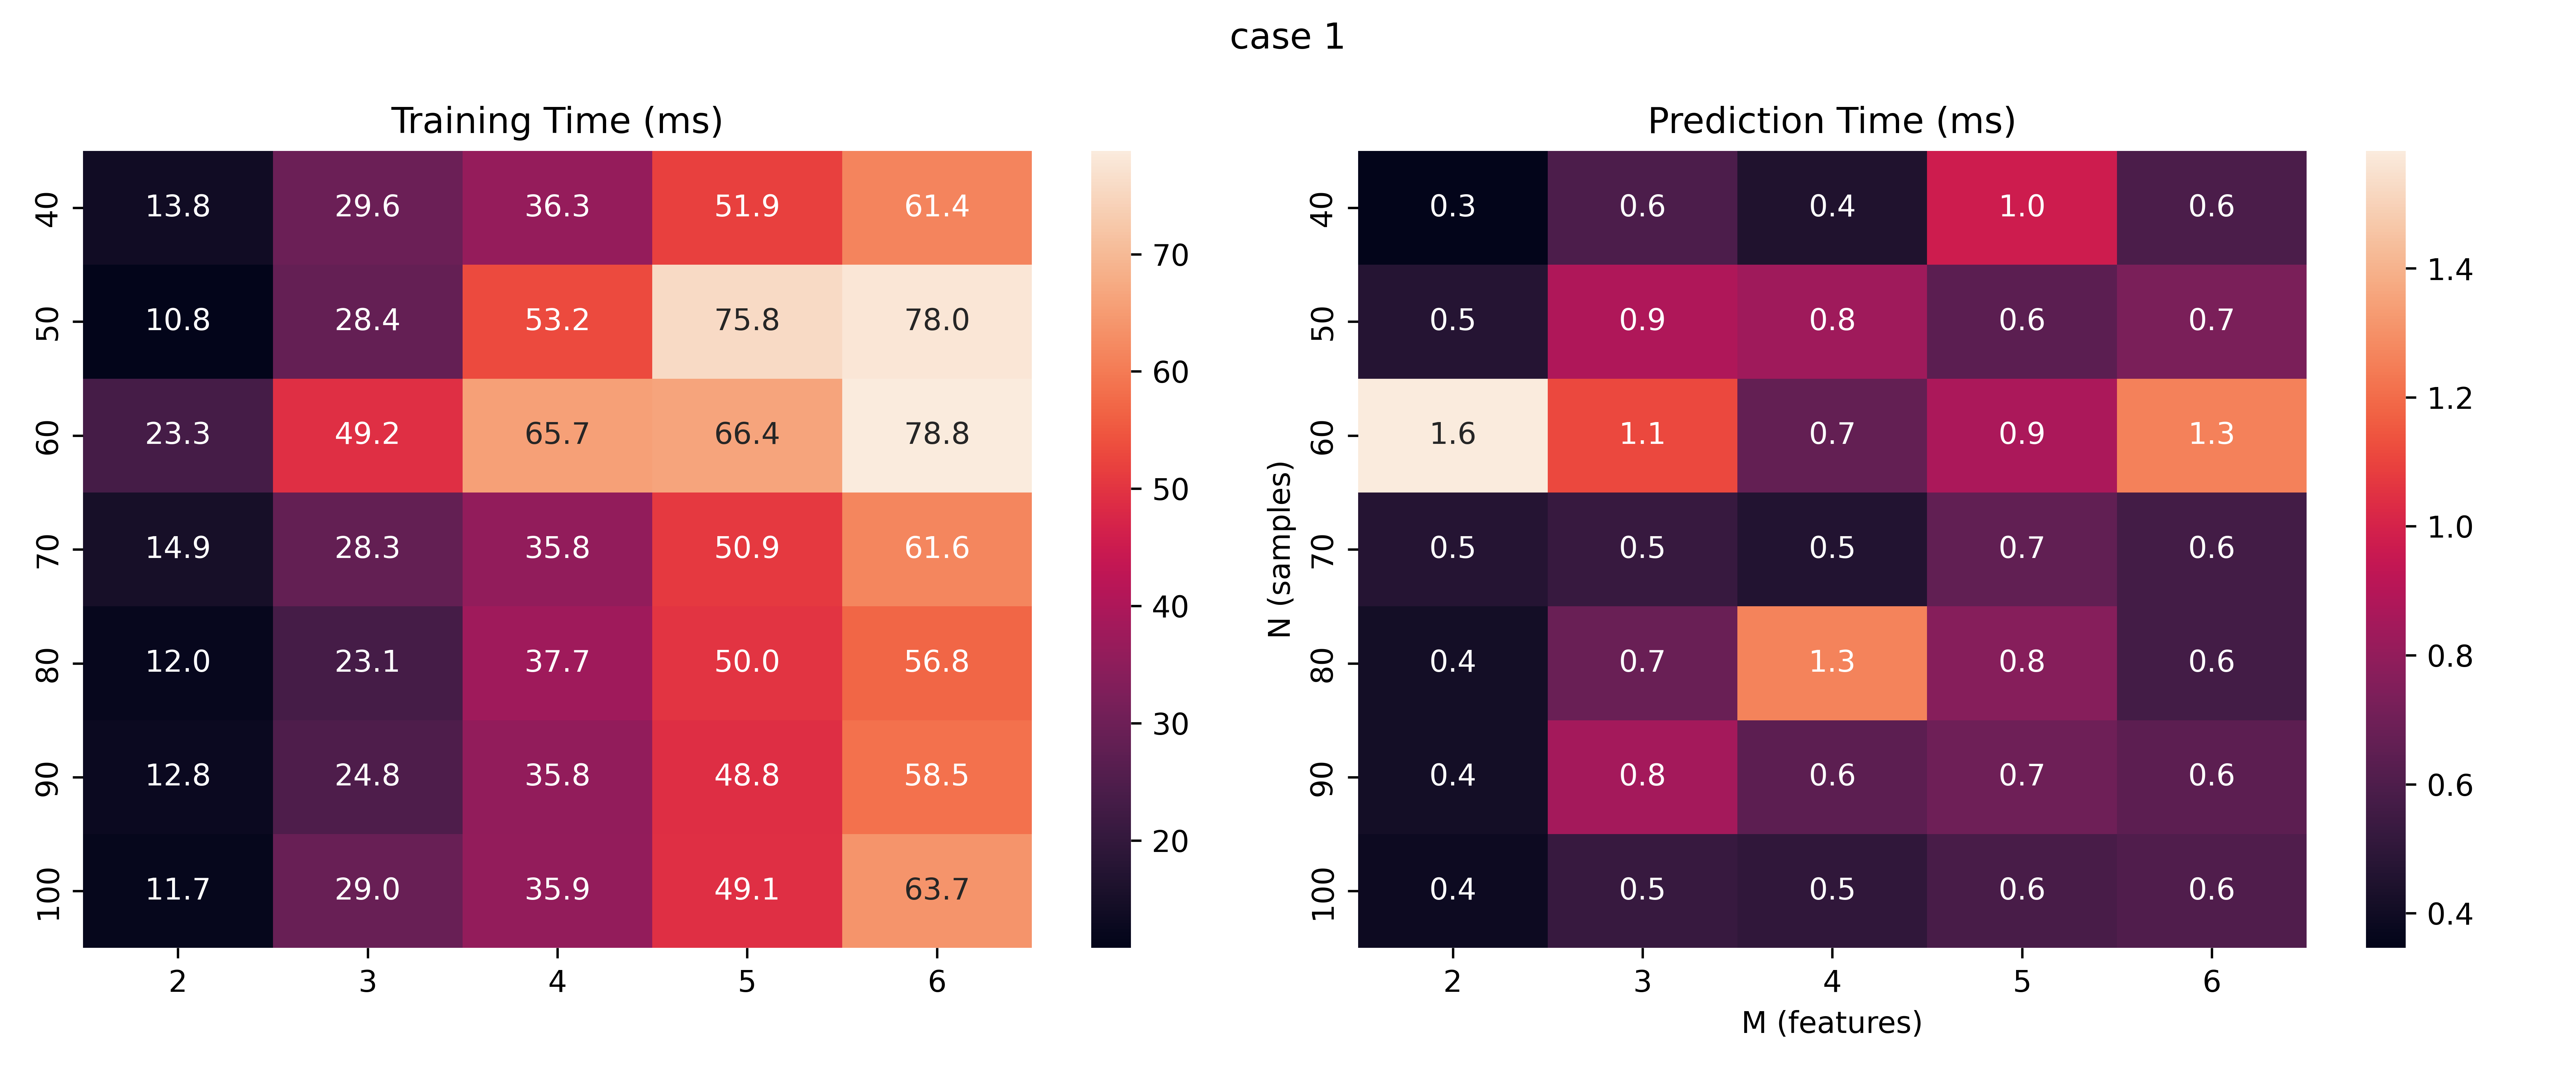 case 1
Training Time (ms)
40 13.8 29.6 36.3 51.9 61.4
50 10.8 28.4 53.2 75.8 78.0
60 23.3 49.2 65.7 66.4 78.8
70 14.9 28.3 35.8 50.9 61.6
80 12.0 23.1 37.7 50.0 56.8
90 12.8 24.8 35.8 48.8 58.5
100 11.7 29.0 35.9 49.1 63.7
2 3 4 5 6
70
60
50
40
30
20
Prediction Time (ms)
N (samples)
40 0.3 0.6 0.4 1.0 0.6
50 0.5 0.9 0.8 0.6 0.7
60 1.6 1.1 0.7 0.9 1.3
70 0.5 0.5 0.5 0.7 0.6
80 0.4 0.7 1.3 0.8 0.6
90 0.4 0.8 0.6 0.7 0.6
100 0.4 0.5 0.5 0.6 0.6
2 3 4 5 6
M (features)
1.4
1.2
1.0
0.8
0.6
0.4